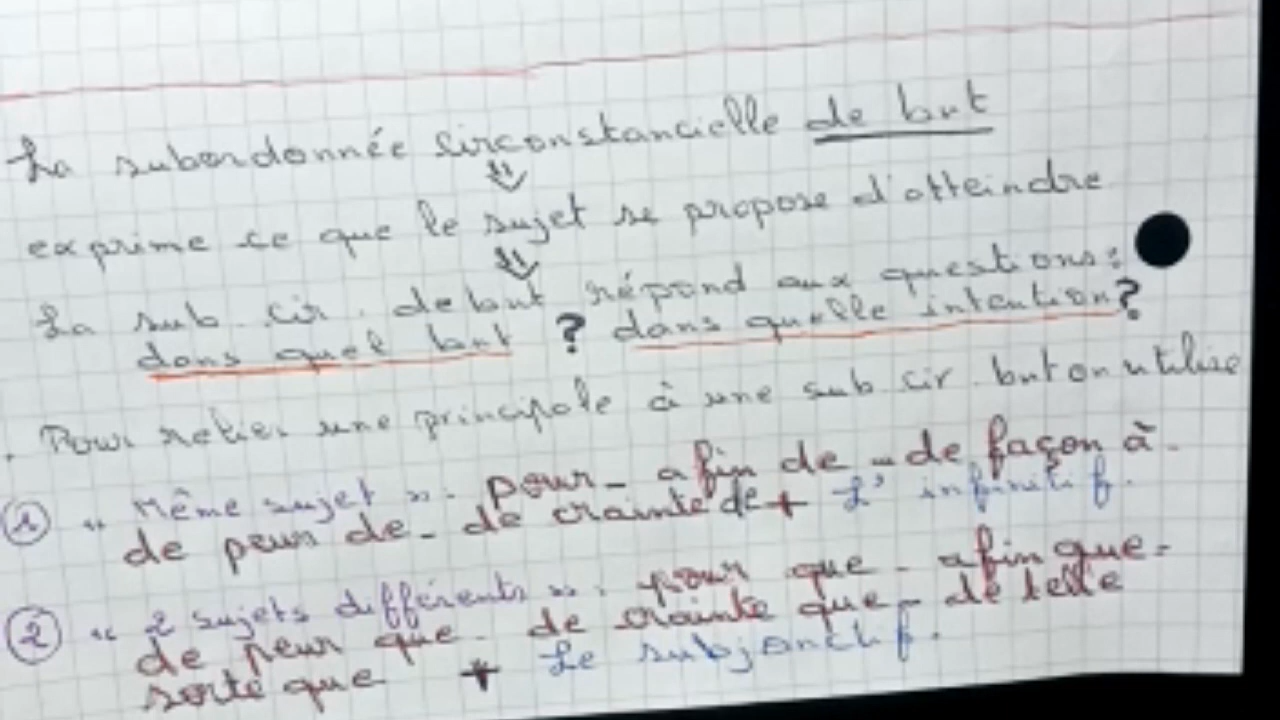 La subordonnée circonstancielle de but
exprime ce que le sujet se propose d'atteindre
La sub cir. de but répond aux questions:
dans quel but ? dans quelle intention?
. Pour relier une principale à une sub cir. but on utilise
① " Même sujet ". pour - afin de - de façon à -
de peur de - de crainte de + L' infinitif.
② " 2 sujets différents " : pour que - afin que -
de peur que - de crainte que - de telle
sorte que + Le subjonctif.